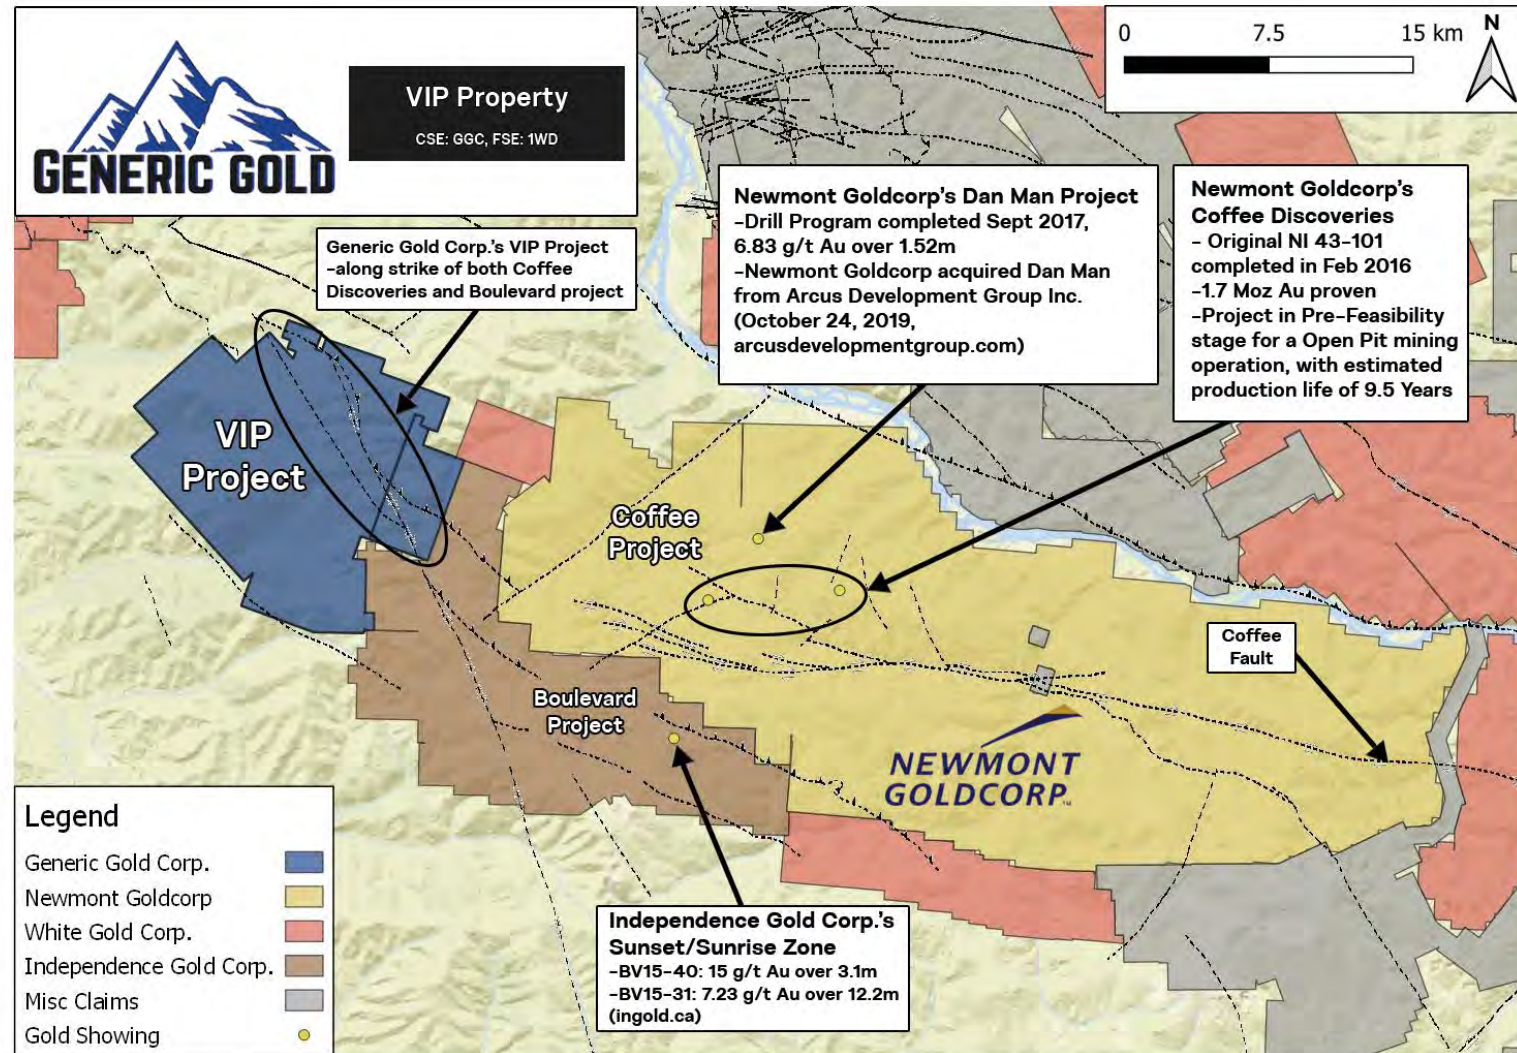 GENERIC GOLD
VIP Property
CSE: GGC, FSE: 1WD
0 7.5 15 km
N
Generic Gold Corp.'s VIP Project
-along strike of both Coffee
Discoveries and Boulevard project
Newmont Goldcorp's Dan Man Project
-Drill Program completed Sept 2017,
6.83 g/t Au over 1.52m
-Newmont Goldcorp acquired Dan Man
from Arcus Development Group Inc.
(October 24, 2019,
arcusdevelopmentgroup.com)
Newmont Goldcorp's
Coffee Discoveries
- Original NI 43-101
completed in Feb 2016
-1.7 Moz Au proven
-Project in Pre-Feasibility
stage for a Open Pit mining
operation, with estimated
production life of 9.5 Years
VIP
Project
Coffee
Project
Coffee
Fault
Boulevard
Project
NEWMONT
GOLDCORP™
Independence Gold Corp.'s
Sunset/Sunrise Zone
-BV15-40: 15 g/t Au over 3.1m
-BV15-31: 7.23 g/t Au over 12.2m
(ingold.ca)
Legend
Generic Gold Corp.
Newmont Goldcorp
White Gold Corp.
Independence Gold Corp.
Misc Claims
Gold Showing